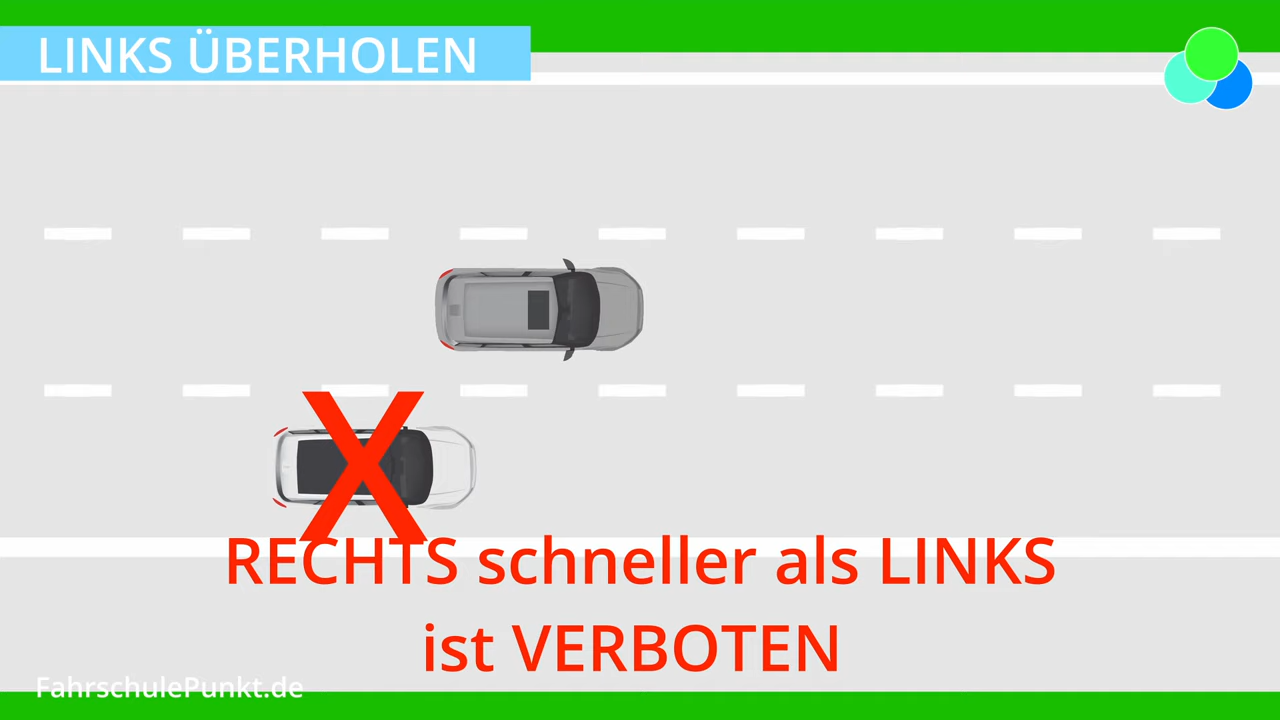 LINKS ÜBERHOLEN
X
RECHTS schneller als LINKS
ist VERBOTEN
FahrschulePunkt.de